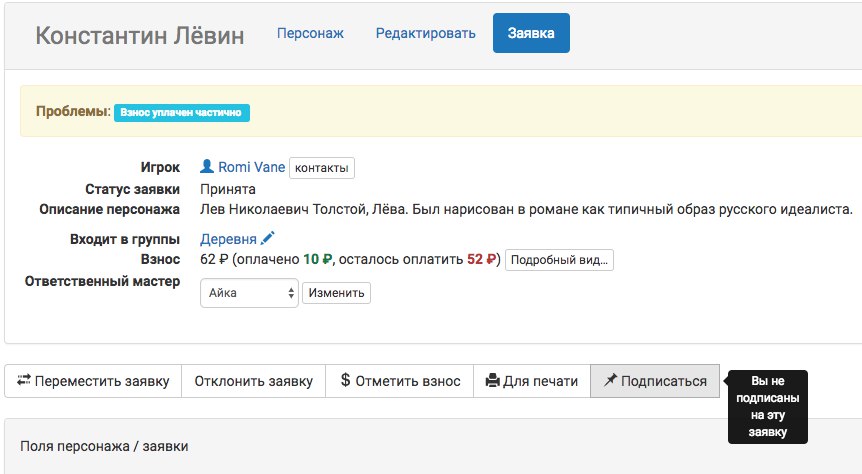 Константин Лёвин Персонаж Редактировать Заявка
Проблемы: Взнос уплачен частично
Игрок Romi Vane контакты
Статус заявки Принята
Описание персонажа Лев Николаевич Толстой, Лёва. Был нарисован в романе как типичный образ русского идеалиста.
Входит в группы Деревня
Взнос 62 ₽ (оплачено 10 ₽, осталось оплатить 52 ₽) Подробный вид...
Ответственный мастер
Айка Изменить
Переместить заявку Отклонить заявку $ Отметить взнос Для печати Подписаться
Вы не
подписаны
на эту
заявку
Поля персонажа / заявки